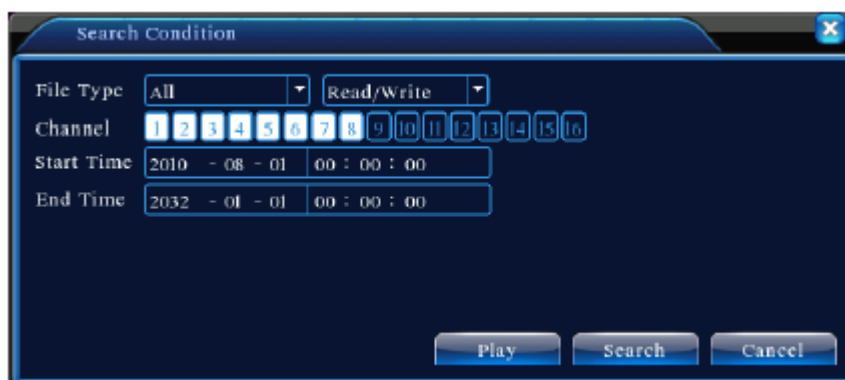 Search Condition
File Type All Read/Write
Channel 1 2 3 4 5 6 7 8 9 10 11 12 13 14 15 16
Start Time 2010 - 08 - 01 00 : 00 : 00
End Time 2032 - 01 - 01 00 : 00 : 00
Play Search Cancel